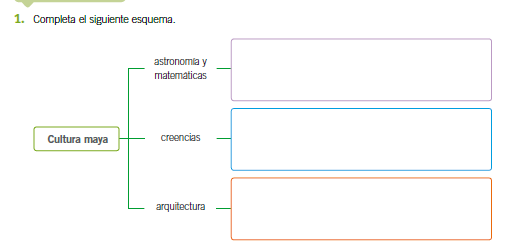 1. Completa el siguiente esquema.
astronomía y
matemáticas
Cultura maya
creencias
arquitectura